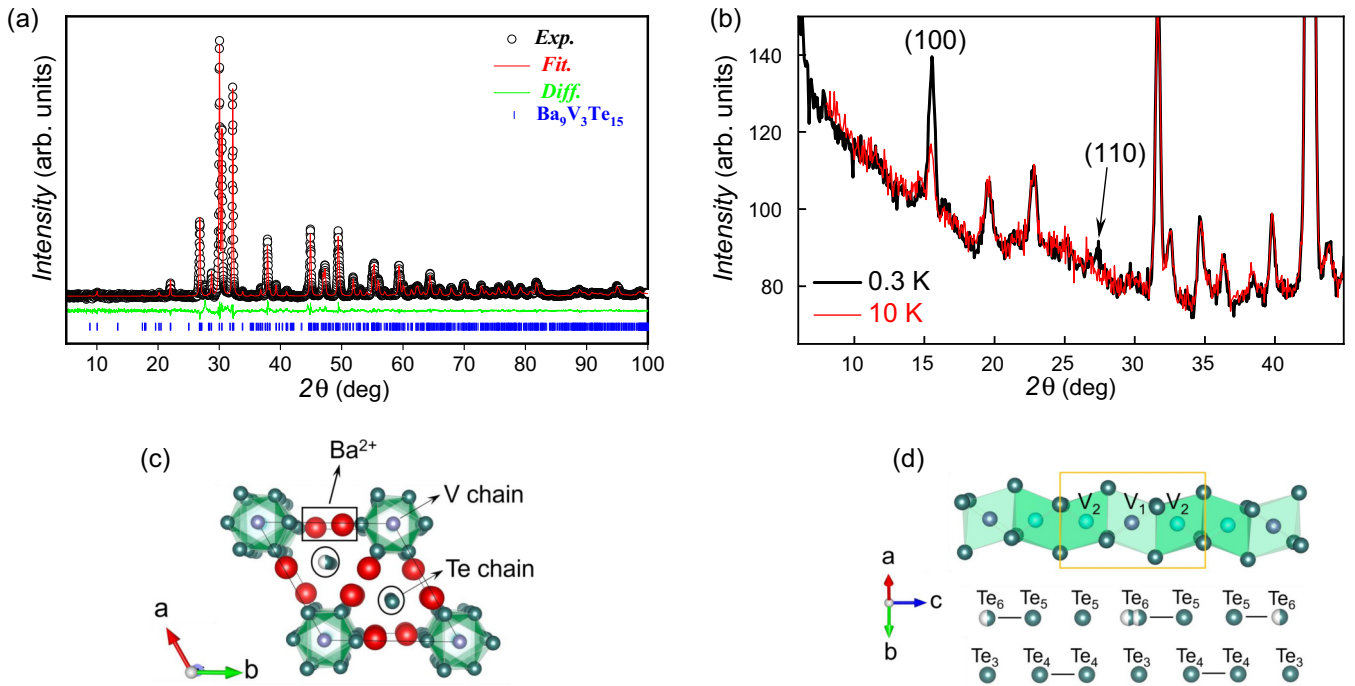 (a)
Intensity (arb. units)
Exp.
Fit.
Diff.
Ba₉V₃Te₁₅
10 20 30 40 50 60 70 80 90 100
2θ (deg)
(b)
Intensity (arb. units)
140
120
100
80
(100)
(110)
0.3 K
10 K
10 20 30 40
2θ (deg)
(c)
Ba²⁺
V chain
Te chain
a
b
(d)
V₂ V₁ V₂
a
c
b
Te₆ Te₅ Te₅ Te₆ Te₅ Te₅ Te₆
Te₃ Te₄ Te₄ Te₃ Te₄ Te₄ Te₃